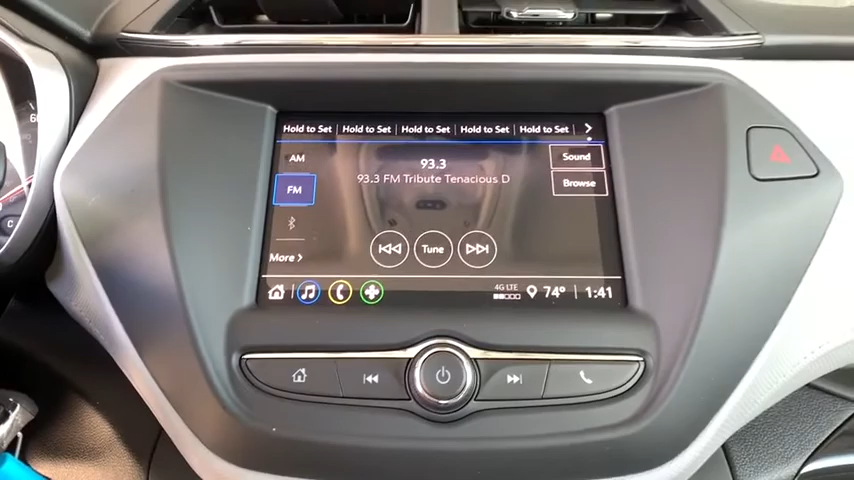 Hold to Set Hold to Set Hold to Set Hold to Set Hold to Set
AM
93.3
Sound
93.3 FM Tribute Tenacious D
FM
Browse
Tune
More
4G LTE
74° 1:41
60
C